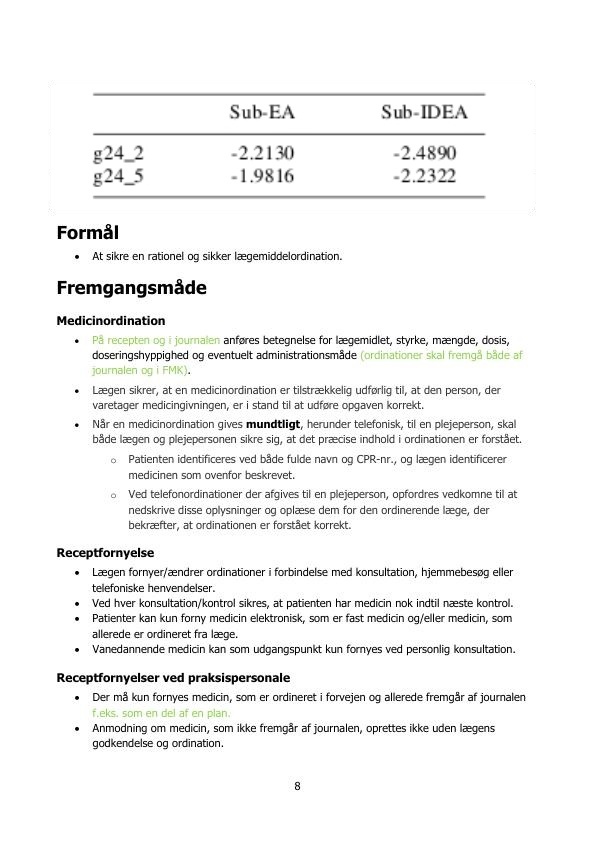 Sub-EA Sub-IDEA
g24_2 -2.2130 -2.4890
g24_5 -1.9816 -2.2322
Formål
• At sikre en rationel og sikker lægemiddelordination.
Fremgangsmåde
Medicinordination
• På recepten og i journalen anføres betegnelse for lægemidlet, styrke, mængde, dosis,
doseringshyppighed og eventuelt administrationsmåde (ordinationer skal fremgå både af
journalen og i FMK).
• Lægen sikrer, at en medicinordination er tilstrækkelig udførlig til, at den person, der
varetager medicingivningen, er i stand til at udføre opgaven korrekt.
• Når en medicinordination gives mundtligt, herunder telefonisk, til en plejeperson, skal
både lægen og plejepersonen sikre sig, at det præcise indhold i ordinationen er forstået.
o Patienten identificeres ved både fulde navn og CPR-nr., og lægen identificerer
medicinen som ovenfor beskrevet.
o Ved telefonordinationer der afgives til en plejeperson, opfordres vedkomne til at
nedskrive disse oplysninger og oplæse dem for den ordinerende læge, der
bekræfter, at ordinationen er forstået korrekt.
Receptfornyelse
• Lægen fornyer/ændrer ordinationer i forbindelse med konsultation, hjemmebesøg eller
telefoniske henvendelser.
• Ved hver konsultation/kontrol sikres, at patienten har medicin nok indtil næste kontrol.
• Patienter kan kun forny medicin elektronisk, som er fast medicin og/eller medicin, som
allerede er ordineret fra læge.
• Vanedannende medicin kan som udgangspunkt kun fornyes ved personlig konsultation.
Receptfornyelser ved praksispersonale
• Der må kun fornyes medicin, som er ordineret i forvejen og allerede fremgår af journalen
f.eks. som en del af en plan.
• Anmodning om medicin, som ikke fremgår af journalen, oprettes ikke uden lægens
godkendelse og ordination.
8